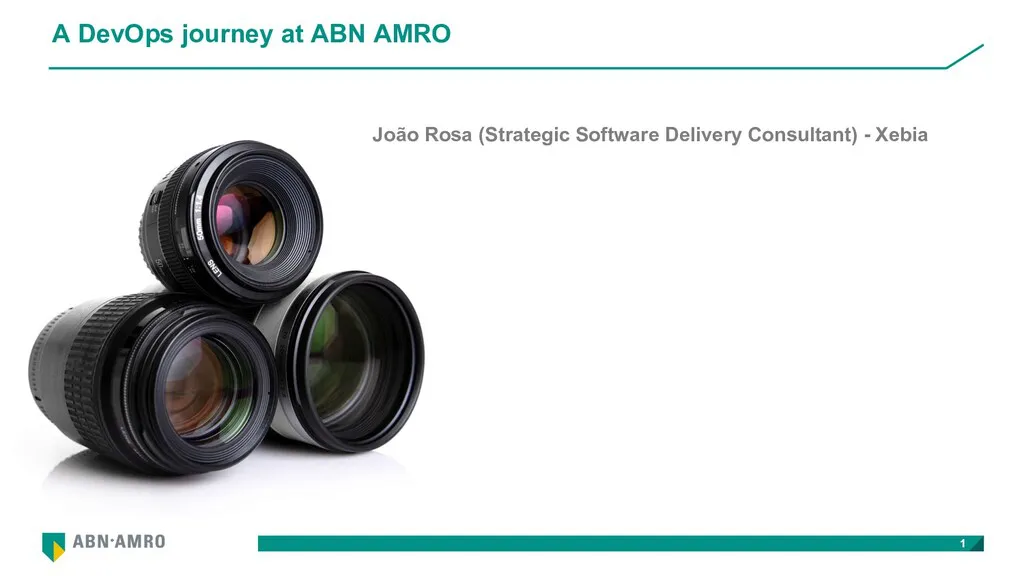 A DevOps journey at ABN AMRO
João Rosa (Strategic Software Delivery Consultant) - Xebia
50mm
LENS
ABN·AMRO
1